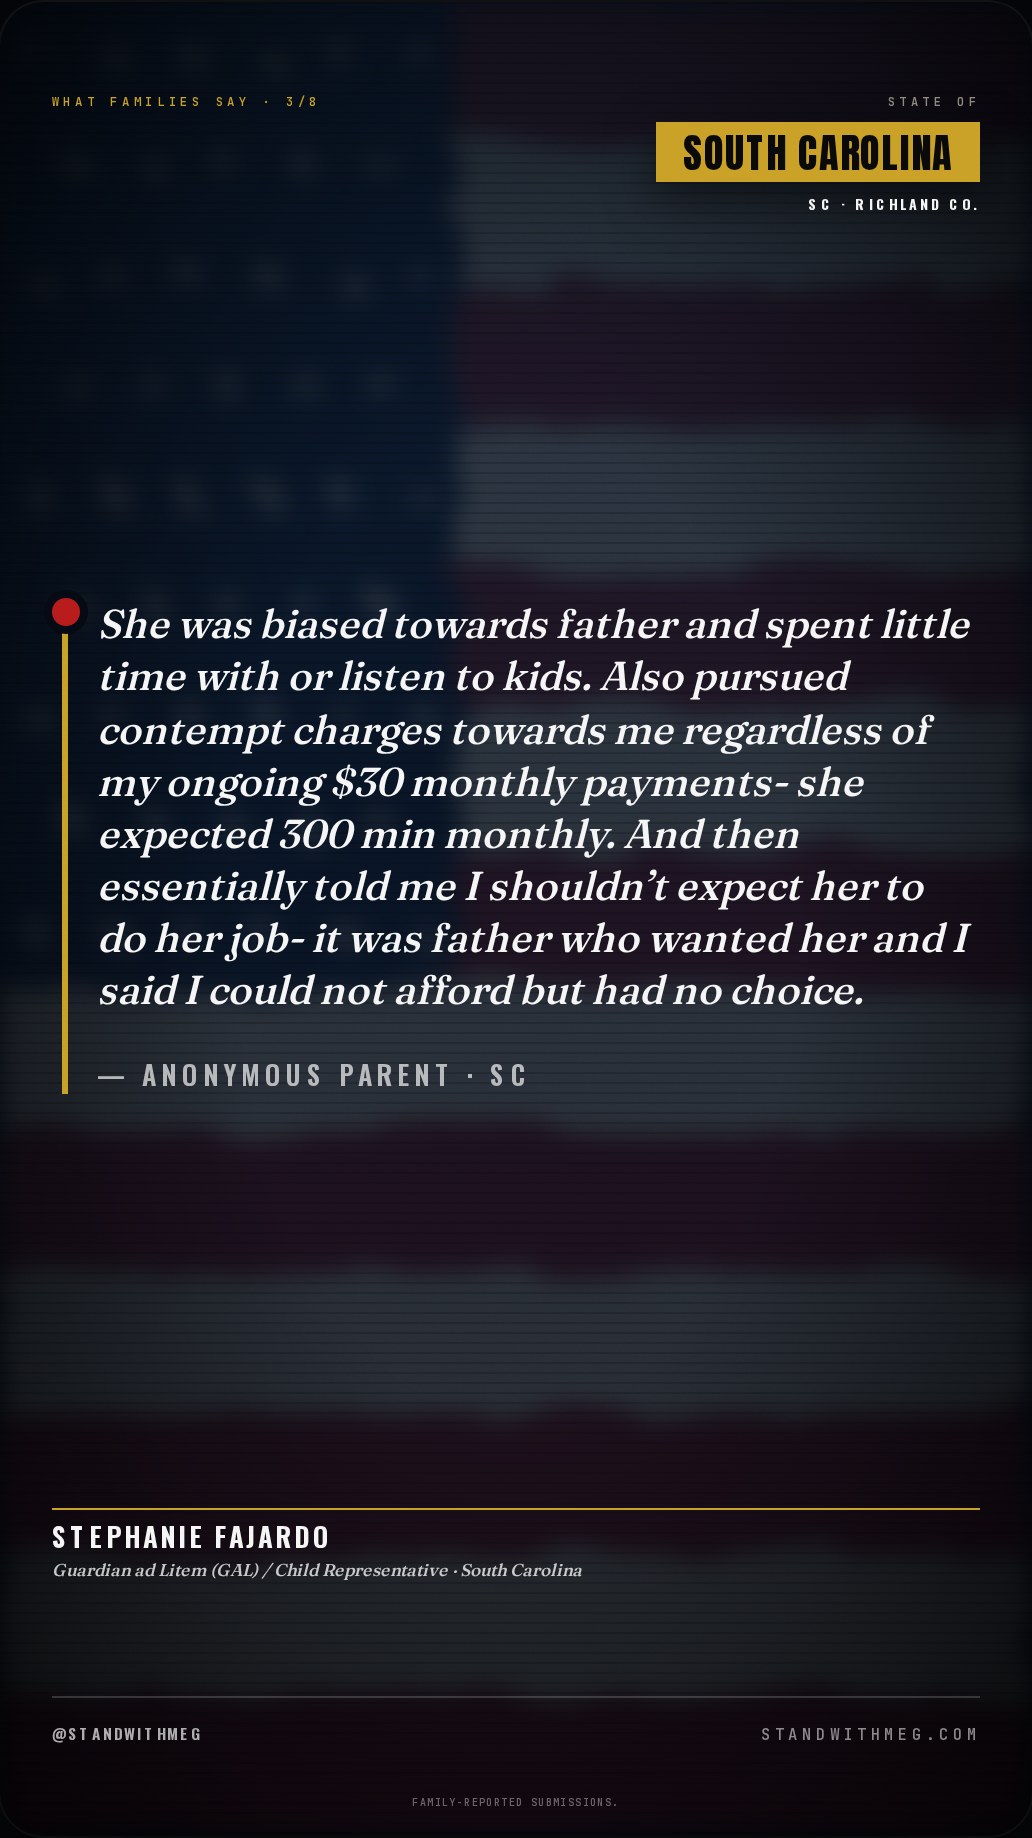 WHAT FAMILIES SAY · 3/8
STATE OF
SOUTH CAROLINA
SC · RICHLAND CO.
She was biased towards father and spent little
time with or listen to kids. Also pursued
contempt charges towards me regardless of
my ongoing $30 monthly payments- she
expected 300 min monthly. And then
essentially told me I shouldn’t expect her to
do her job- it was father who wanted her and I
said I could not afford but had no choice.
— ANONYMOUS PARENT · SC
STEPHANIE FAJARDO
Guardian ad Litem (GAL) / Child Representative · South Carolina
@STANDWITHMEG
STANDWITHMEG.COM
FAMILY-REPORTED SUBMISSIONS.